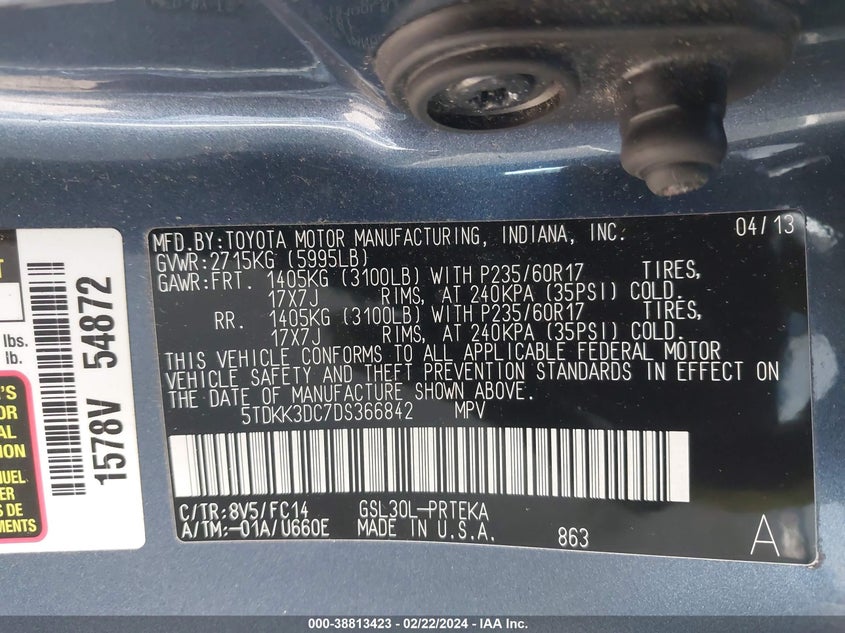 MFD.BY:TOYOTA MOTOR MANUFACTURING, INDIANA, INC. 04/13
GVWR:2715KG (5995LB)
GAWR:FRT. 1405KG (3100LB) WITH P235/60R17 TIRES,
17X7J RIMS, AT 240KPA (35PSI) COLD.
RR. 1405KG (3100LB) WITH P235/60R17 TIRES,
17X7J RIMS, AT 240KPA (35PSI) COLD.
THIS VEHICLE CONFORMS TO ALL APPLICABLE FEDERAL MOTOR
VEHICLE SAFETY AND THEFT PREVENTION STANDARDS IN EFFECT ON
THE DATE OF MANUFACTURE SHOWN ABOVE.
5TDKK3DC7DS366842 MPV
C/TR:8V5/FC14 GSL30L-PRTEKA
A/TM:-01A/U660E MADE IN U.S.A. 863 A
1578V 54872
lbs.
lb.
000-38813423 - 02/22/2024 - IAA Inc.